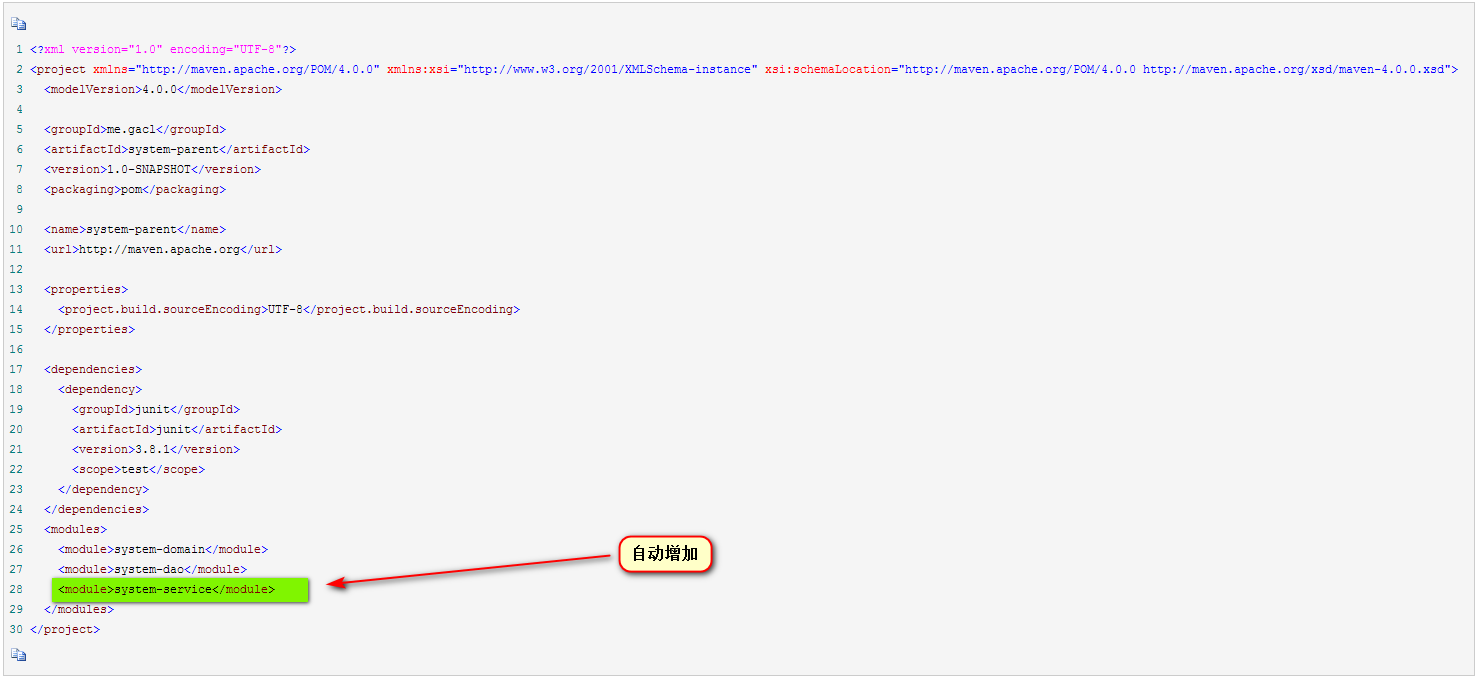 1 <?xml version="1.0" encoding="UTF-8"?>
2 <project xmlns="http://maven.apache.org/POM/4.0.0" xmlns:xsi="http://www.w3.org/2001/XMLSchema-instance" xsi:schemaLocation="http://maven.apache.org/POM/4.0.0 http://maven.apache.org/xsd/maven-4.0.0.xsd">
3   <modelVersion>4.0.0</modelVersion>
4
5   <groupId>me.gacl</groupId>
6   <artifactId>system-parent</artifactId>
7   <version>1.0-SNAPSHOT</version>
8   <packaging>pom</packaging>
9
10   <name>system-parent</name>
11   <url>http://maven.apache.org</url>
12
13   <properties>
14     <project.build.sourceEncoding>UTF-8</project.build.sourceEncoding>
15   </properties>
16
17   <dependencies>
18     <dependency>
19       <groupId>junit</groupId>
20       <artifactId>junit</artifactId>
21       <version>3.8.1</version>
22       <scope>test</scope>
23     </dependency>
24   </dependencies>
25   <modules>
26     <module>system-domain</module>
27     <module>system-dao</module>
自动增加
28     <module>system-service</module>
29   </modules>
30 </project>